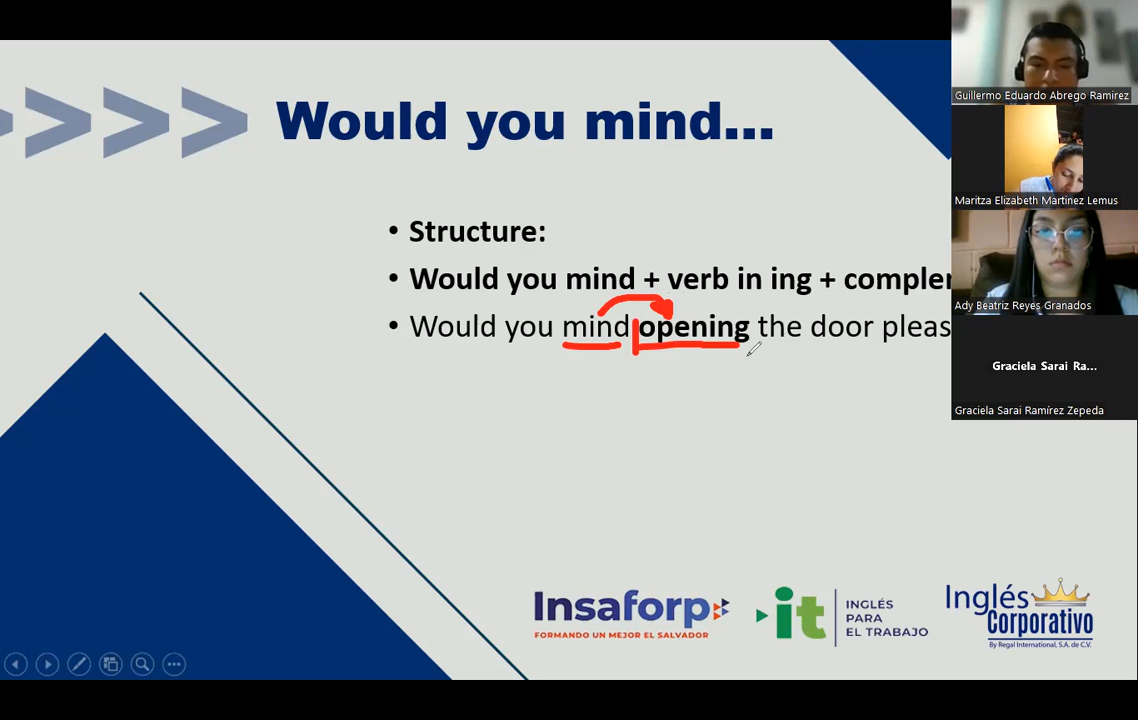 Would you mind...
• Structure:
• Would you mind + verb in ing +
• Would you mind opening the door
Guillermo Eduardo Abrego Ramirez
Maritza Elizabeth Martinez Lemus
Ady Beatriz Reyes Granados
Graciela Sarai Ra...
Graciela Sarai Ramírez Zepeda
Insaforp
FORMANDO UN MEJOR EL SALVADOR
it
INGLÉS
PARA
EL TRABAJO
Inglés
Corporativo
By Regal International, S.A. de C.V.